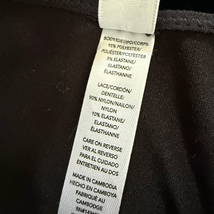 BODY/CUERPO/CORPS:
POLYESTER/
POLIÉSTER/POLYESTER
ELASTANE/
ELASTANO/
ÉLASTHANNE
LACE/CORDÓN/
DENTELLE:
90% NYLON/NAILON/
NYLON
10% ELASTANE/
ELASTANO/
ÉLASTHANNE
CARE ON REVERSE
VER AL REVERSO
PARA EL CUIDADO
ENTRETIEN AU DOS
MADE IN CAMBODIA
HECHO EN CAMBOYA
FABRIQUÉ AU
CAMBODGE